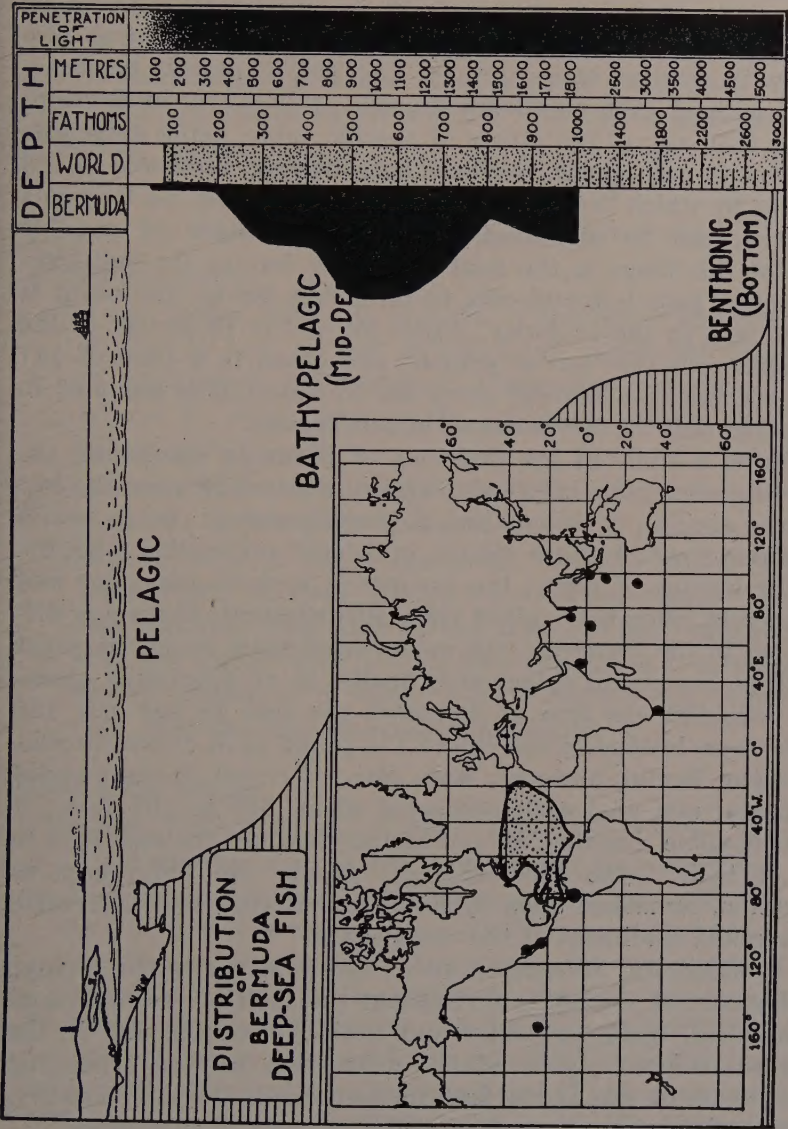 PENETRATION
OF
LIGHT
DEPTH
METRES
100 200 300 400 500 600 700 800 900 1000 1100 1200 1300 1400 1500 1600 1700 1800 2500 3000 3500 4500 5000
FATHOMS
100 200 300 400 500 600 700 800 900 1000 1400 1800 2200 2600 3000
WORLD
BERMUDA
PELAGIC
BATHYPELAGIC
(MID-DE
BENTHONIC
(BOTTOM)
DISTRIBUTION
OF
BERMUDA
DEEP-SEA FISH
60° 40° 20° 0° 20° 60°
160° 120° 80° 40°W. 0° 40°E 80° 120° 160°